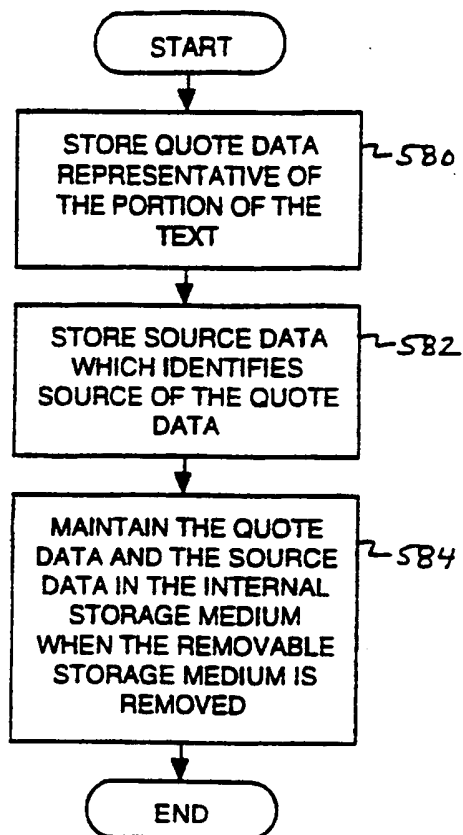 START
STORE QUOTE DATA
REPRESENTATIVE OF
THE PORTION OF THE
TEXT
580
STORE SOURCE DATA
WHICH IDENTIFIES
SOURCE OF THE QUOTE
DATA
582
MAINTAIN THE QUOTE
DATA AND THE SOURCE
DATA IN THE INTERNAL
STORAGE MEDIUM
WHEN THE REMOVABLE
STORAGE MEDIUM IS
REMOVED
584
END